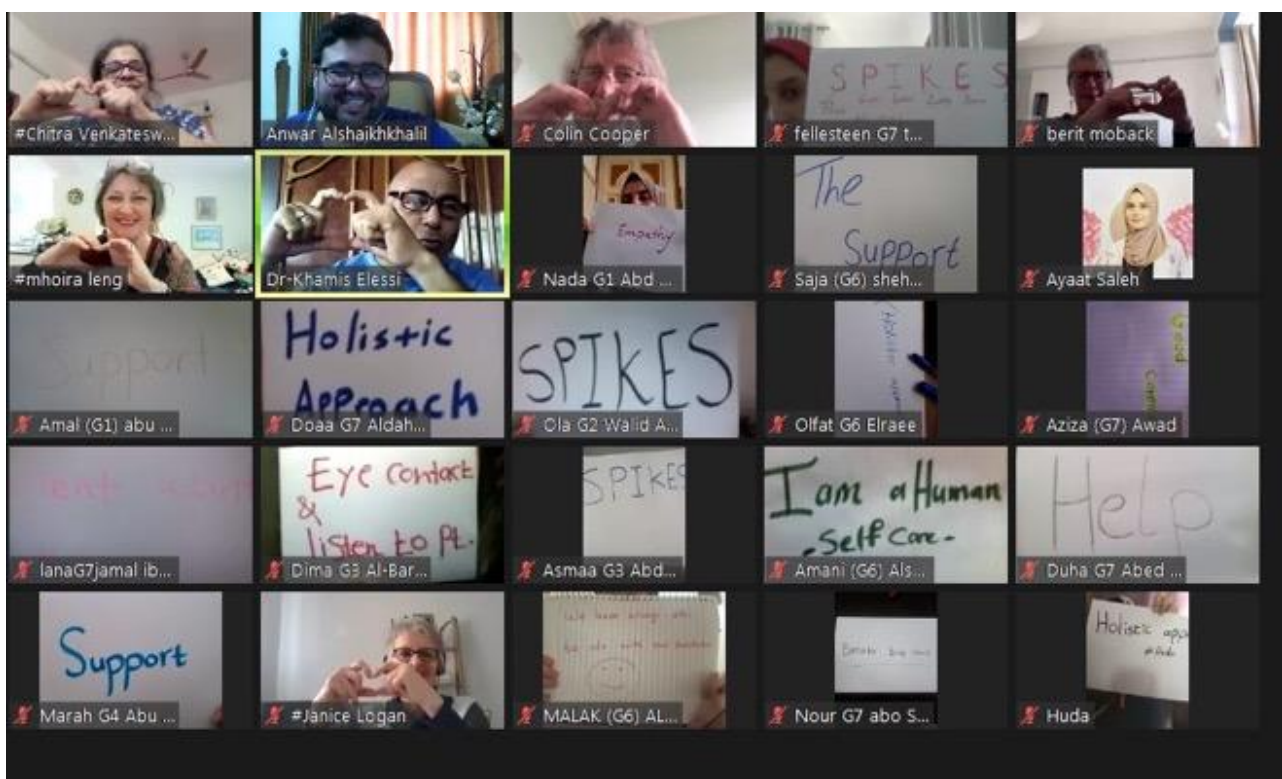 #Chitra Venkatesw...
Anwar Alshaikhkhalil
Colin Cooper
SPIKES
fellesteen G7 t...
berit moback
#mhoira leng
Dr-Khamis Elessi
Empathy
Nada G1 Abd ...
The
Support
Saja (G6) sheh...
Ayaat Saleh
Support
Amal (G1) abu ...
Holistic
Approach
Doaa G7 Aldah...
SPIKES
Ola G2 Walid A...
Olfat G6 Elraee
Good
Aziza (G7) Awad
lanaG7jamal ib...
Eye contact
&
listen to Pt.
Dima G3 Al-Bar...
SPIKES
Asmaa G3 Abd...
I am a Human
-Self Care-
Amani (G6) Als...
Help
Duha G7 Abed ...
Support
Marah G4 Abu ...
#Janice Logan
MALAK (G6) AL...
Nour G7 abo S...
Holistic app
Huda